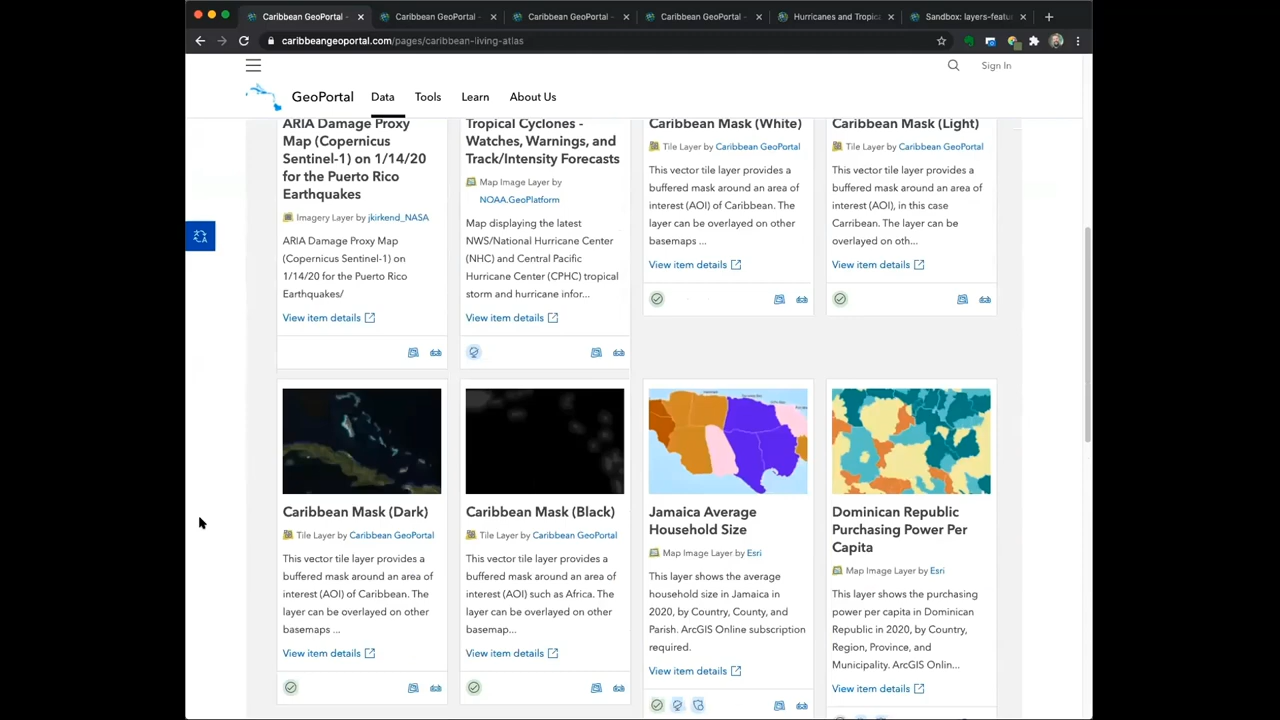 Caribbean GeoPortal -
Caribbean GeoPortal -
Caribbean GeoPortal -
Caribbean GeoPortal -
Hurricanes and Tropic
Sandbox: layers-featu
caribbeangeoportal.com/pages/caribbean-living-atlas
Sign In
GeoPortal
Data
Tools
Learn
About Us
ARIA Damage Proxy
Map (Copernicus
Sentinel-1) on 1/14/20
for the Puerto Rico
Earthquakes
Imagery Layer by jkirkend_NASA
ARIA Damage Proxy Map
(Copernicus Sentinel-1) on
1/14/20 for the Puerto Rico
Earthquakes/
View item details
Tropical Cyclones -
Watches, Warnings, and
Track/Intensity Forecasts
Map Image Layer by
NOAA.GeoPlatform
Map displaying the latest
NWS/National Hurricane Center
(NHC) and Central Pacific
Hurricane Center (CPHC) tropical
storm and hurricane infor...
View item details
Caribbean Mask (White)
Tile Layer by Caribbean GeoPortal
This vector tile layer provides a
buffered mask around an area of
interest (AOI) of Caribbean. The
layer can be overlayed on other
basemaps ...
View item details
Caribbean Mask (Light)
Tile Layer by Caribbean GeoPortal
This vector tile layer provides a
buffered mask around an area of
interest (AOI), in this case
Carribean. The layer can be
overlayed on oth...
View item details
Caribbean Mask (Dark)
Tile Layer by Caribbean GeoPortal
This vector tile layer provides a
buffered mask around an area of
interest (AOI) of Caribbean. The
layer can be overlayed on other
basemaps ...
View item details
Caribbean Mask (Black)
Tile Layer by Caribbean GeoPortal
This vector tile layer provides a
buffered mask around an area of
interest (AOI) such as Africa. The
layer can be overlayed on other
basemap...
View item details
Jamaica Average
Household Size
Map Image Layer by Esri
This layer shows the average
household size in Jamaica in
2020, by Country, County, and
Parish. ArcGIS Online subscription
required.
View item details
Dominican Republic
Purchasing Power Per
Capita
Map Image Layer by Esri
This layer shows the purchasing
power per capita in Dominican
Republic in 2020, by Country,
Region, Province, and
Municipality. ArcGIS Onlin...
View item details